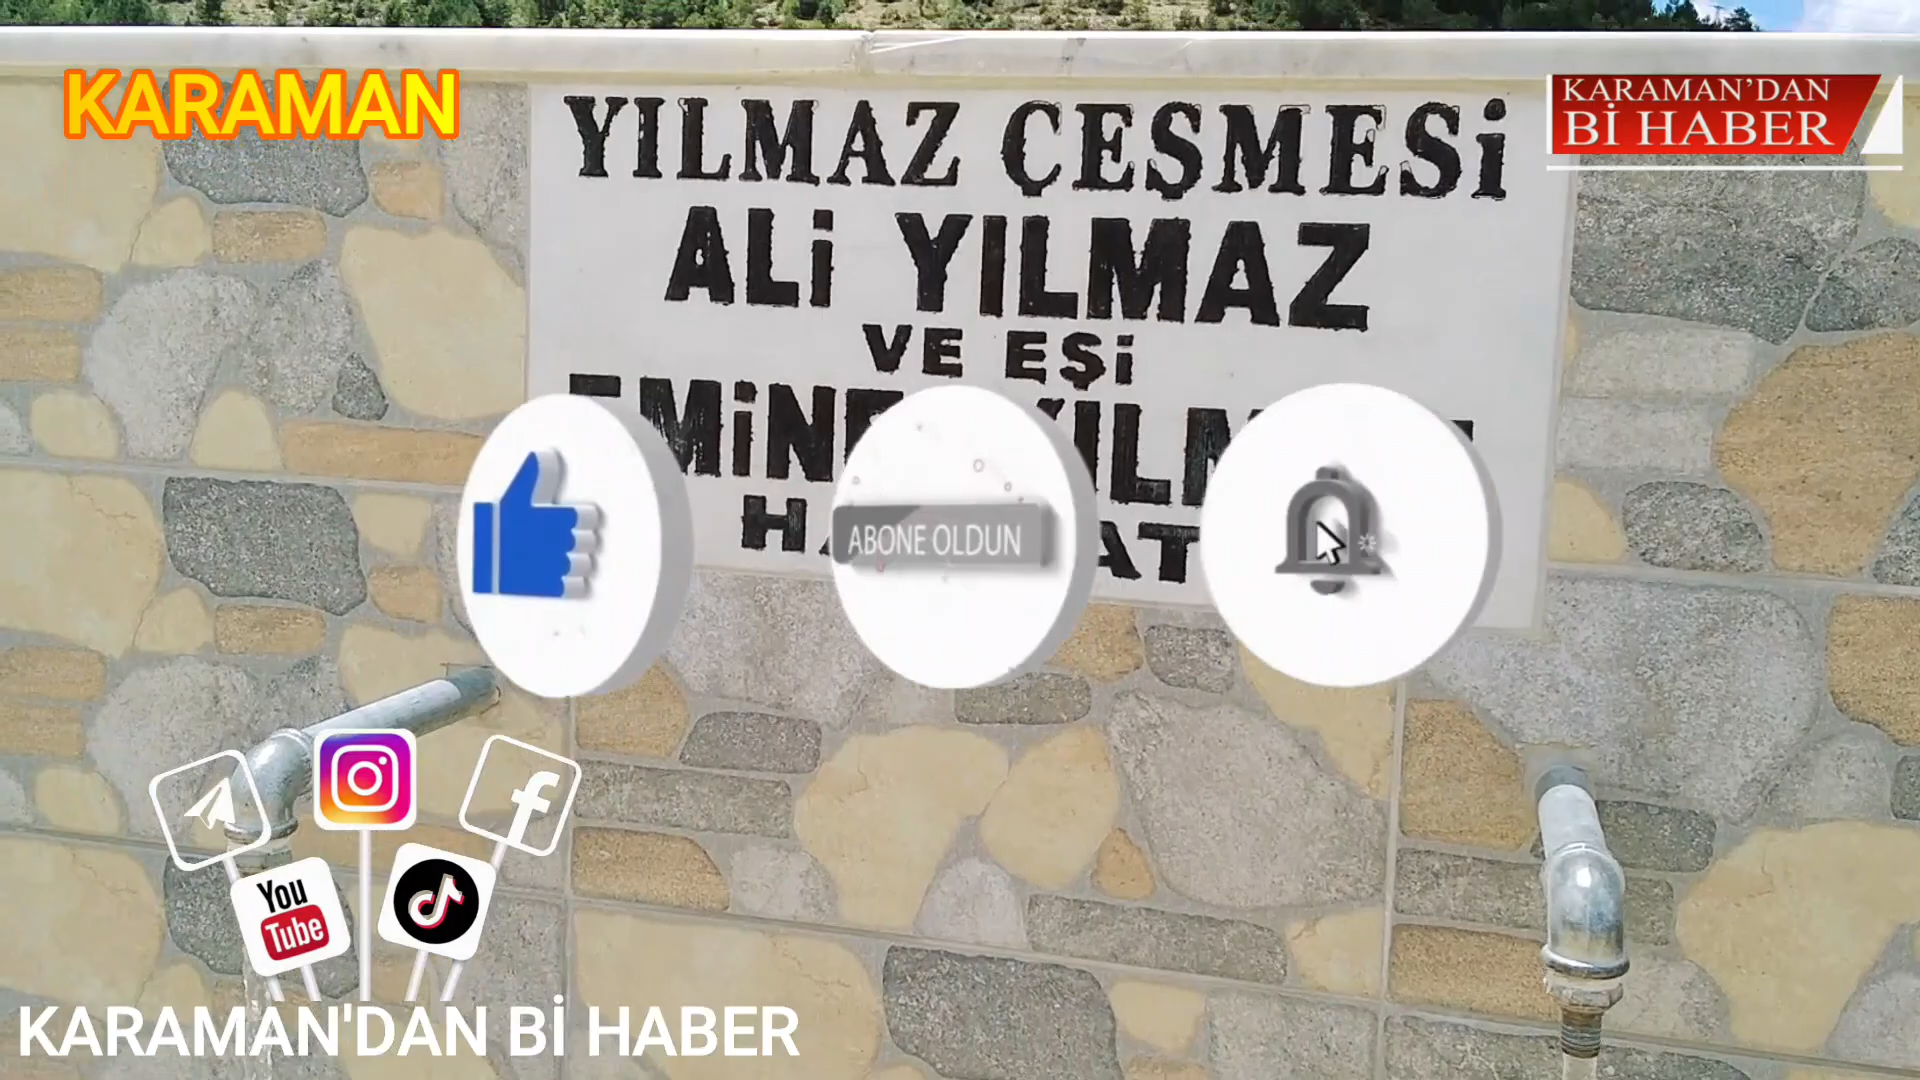 KARAMAN
KARAMAN'DAN
Bİ HABER
YILMAZ ÇEŞMESİ
ALİ YILMAZ
VE EŞİ
ABONE OLDUN
You
Tube
KARAMAN'DAN Bİ HABER